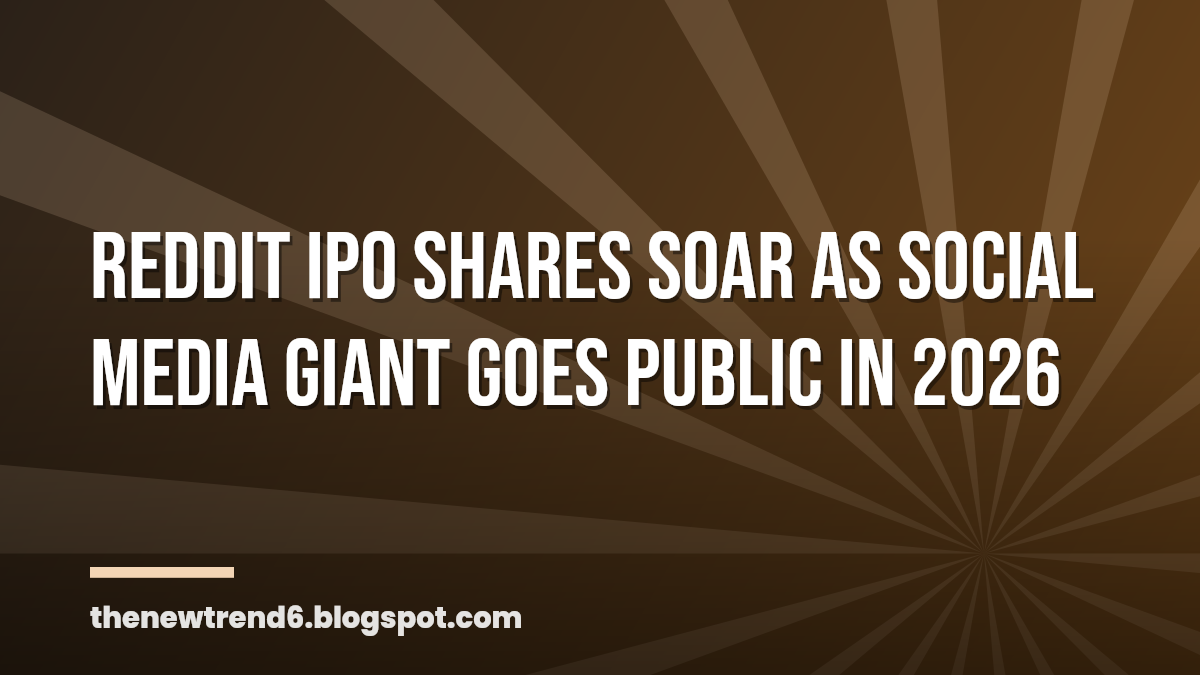 REDDIT IPO SHARES SOAR AS SOCIAL
MEDIA GIANT GOES PUBLIC IN 2026
thenewtrend6.blogspot.com